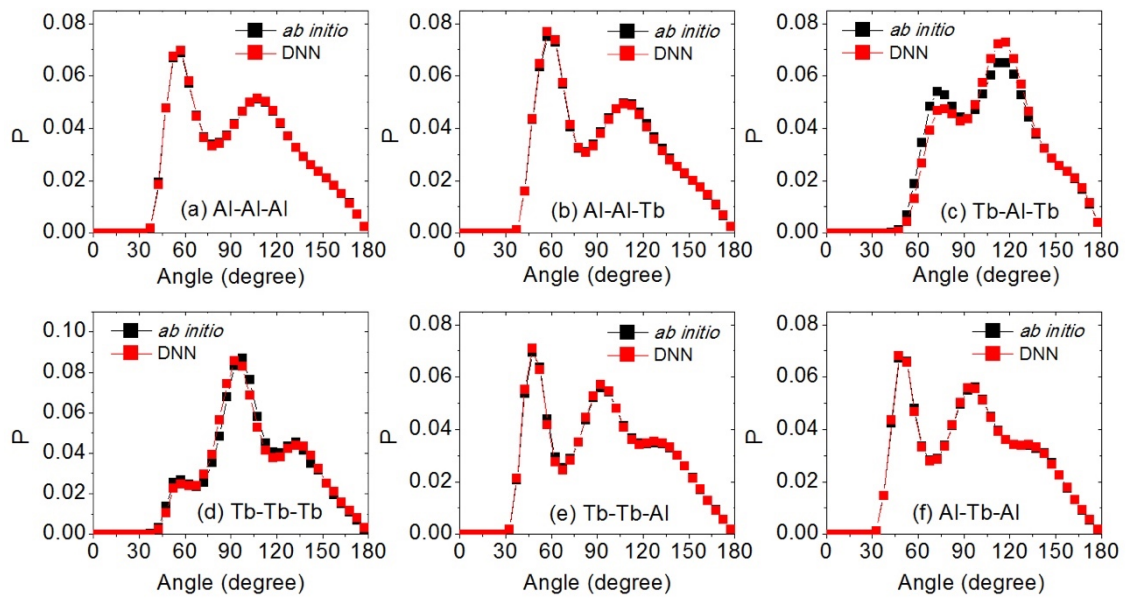 0.08
0.06
0.04
0.02
0.00
P
ab initio
DNN
(a) Al-Al-Al
0 30 60 90 120 150 180
Angle (degree)
0.08
0.06
0.04
0.02
0.00
P
ab initio
DNN
(b) Al-Al-Tb
0 30 60 90 120 150 180
Angle (degree)
0.08
0.06
0.04
0.02
0.00
P
ab initio
DNN
(c) Tb-Al-Tb
0 30 60 90 120 150 180
Angle (degree)
0.10
0.08
0.06
0.04
0.02
0.00
P
ab initio
DNN
(d) Tb-Tb-Tb
0 30 60 90 120 150 180
Angle (degree)
0.08
0.06
0.04
0.02
0.00
P
ab initio
DNN
(e) Tb-Tb-Al
0 30 60 90 120 150 180
Angle (degree)
0.08
0.06
0.04
0.02
0.00
P
ab initio
DNN
(f) Al-Tb-Al
0 30 60 90 120 150 180
Angle (degree)